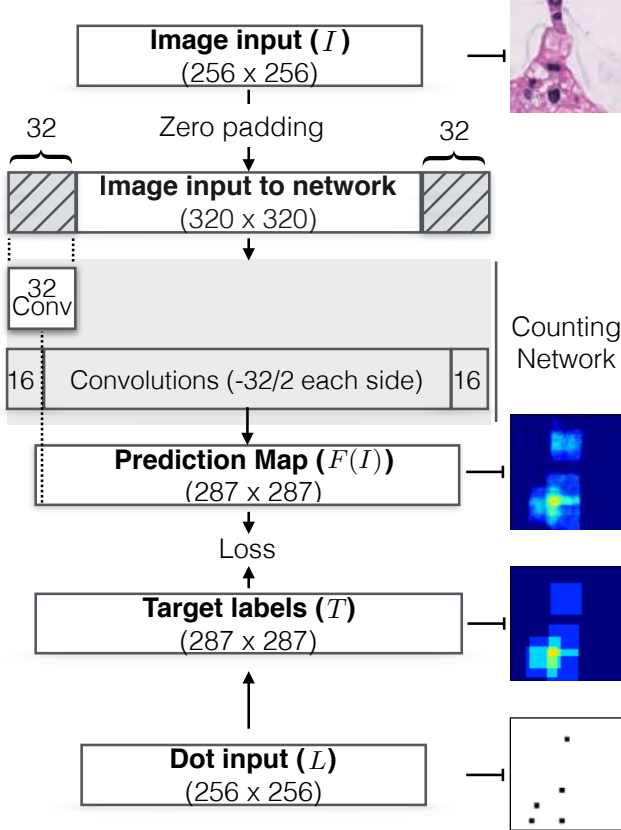 Image input (I)
(256 x 256)
Zero padding
32
32
Image input to network
(320 x 320)
32
Conv
Counting
Network
16
Convolutions (-32/2 each side)
16
Prediction Map (F(I))
(287 x 287)
Loss
Target labels (T)
(287 x 287)
Dot input (L)
(256 x 256)